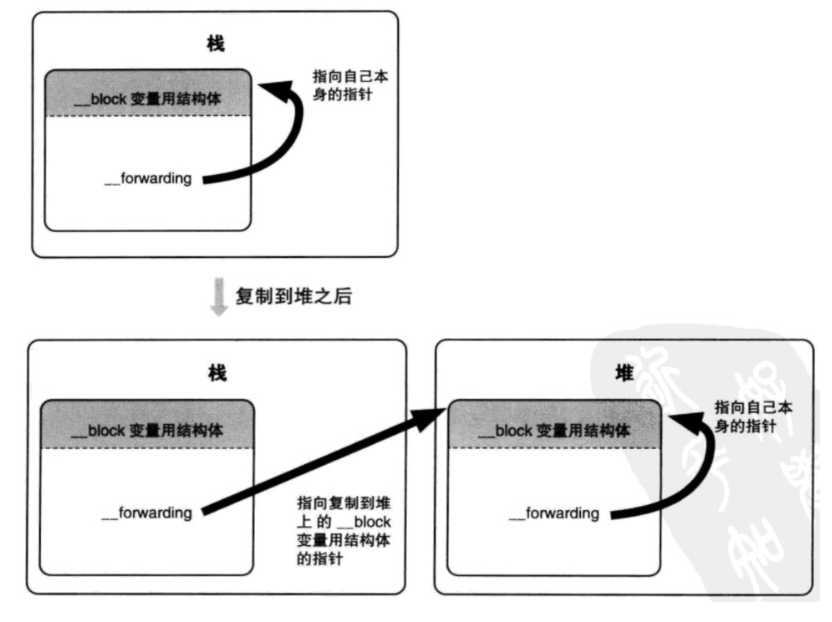 栈
指向自己本
身的指针
__block 变量用结构体
__forwarding
复制到堆之后
栈
__block 变量用结构体
__forwarding
指向复制到堆
上的 __block
变量用结构体
的指针
堆
指向自己本
身的指针
__block 变量用结构体
__forwarding